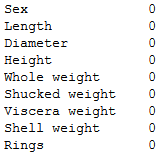 Sex 0
Length 0
Diameter 0
Height 0
Whole weight 0
Shucked weight 0
Viscera weight 0
Shell weight 0
Rings 0